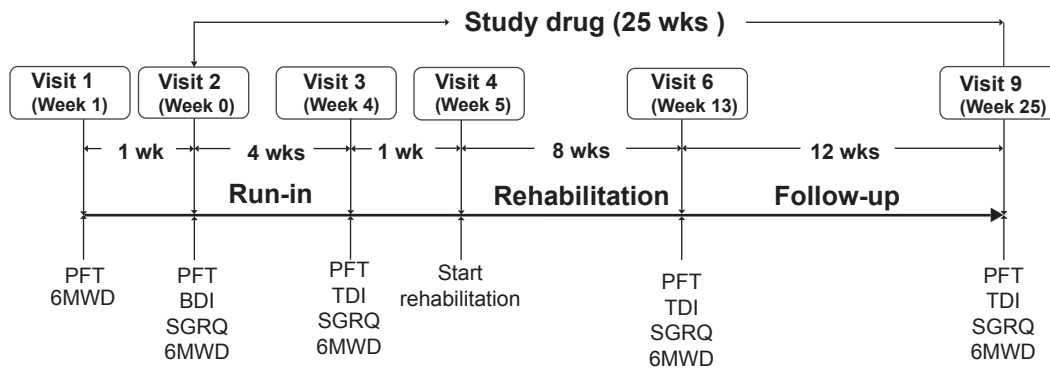 Study drug (25 wks )
Visit 1
(Week 1)
Visit 2
(Week 0)
Visit 3
(Week 4)
Visit 4
(Week 5)
Visit 6
(Week 13)
Visit 9
(Week 25)
1 wk
4 wks
1 wk
8 wks
12 wks
Run-in
Rehabilitation
Follow-up
PFT
6MWD
PFT
BDI
SGRQ
6MWD
PFT
TDI
SGRQ
6MWD
Start
rehabilitation
PFT
TDI
SGRQ
6MWD
PFT
TDI
SGRQ
6MWD